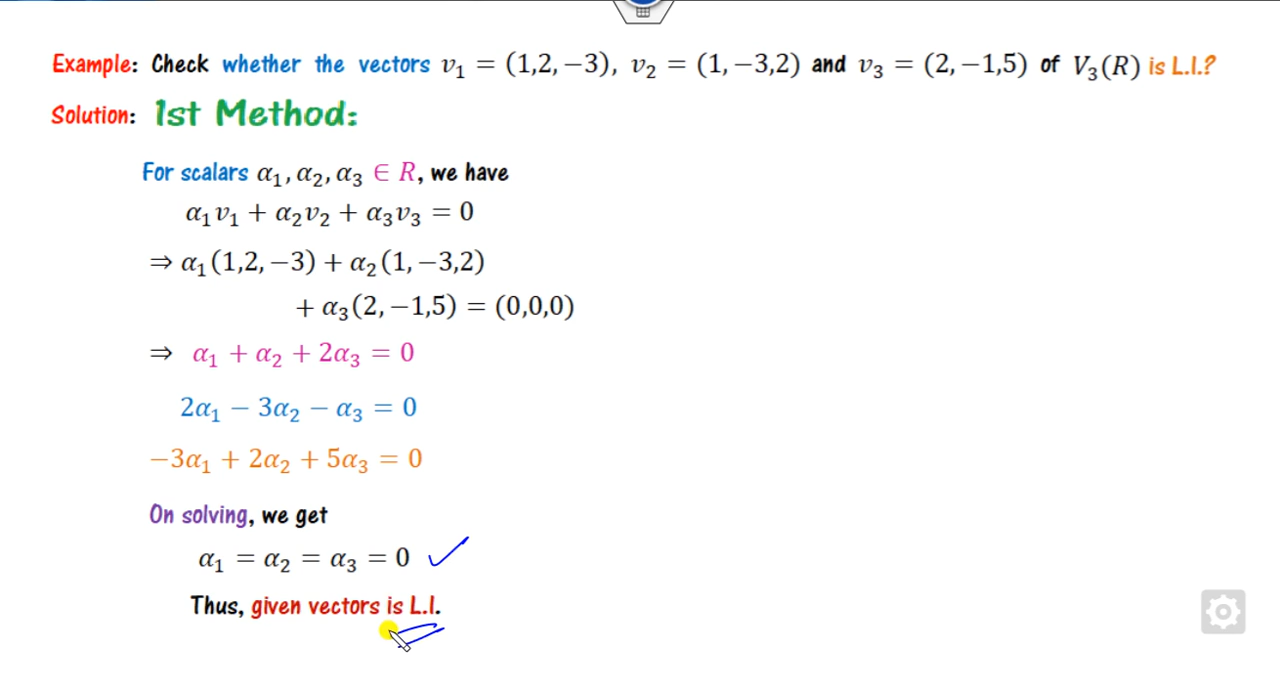 Example: Check whether the vectors v₁ = (1,2,−3), v₂ = (1,−3,2) and v₃ = (2,−1,5) of V₃(R) is L.I.?
Solution: 1st Method:
For scalars α₁, α₂, α₃ ∈ R, we have
α₁v₁ + α₂v₂ + α₃v₃ = 0
⇒ α₁(1,2,−3) + α₂(1,−3,2)
+ α₃(2,−1,5) = (0,0,0)
⇒ α₁ + α₂ + 2α₃ = 0
2α₁ − 3α₂ − α₃ = 0
−3α₁ + 2α₂ + 5α₃ = 0
On solving, we get
α₁ = α₂ = α₃ = 0
Thus, given vectors is L.I.